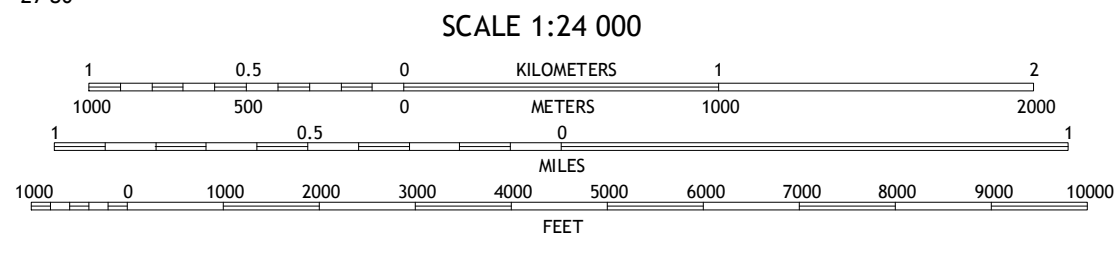 SCALE 1:24 000
1 0.5 0 KILOMETERS 1 2
1000 500 0 METERS 1000 2000
1 0.5 0 1
MILES
1000 0 1000 2000 3000 4000 5000 6000 7000 8000 9000 10000
FEET